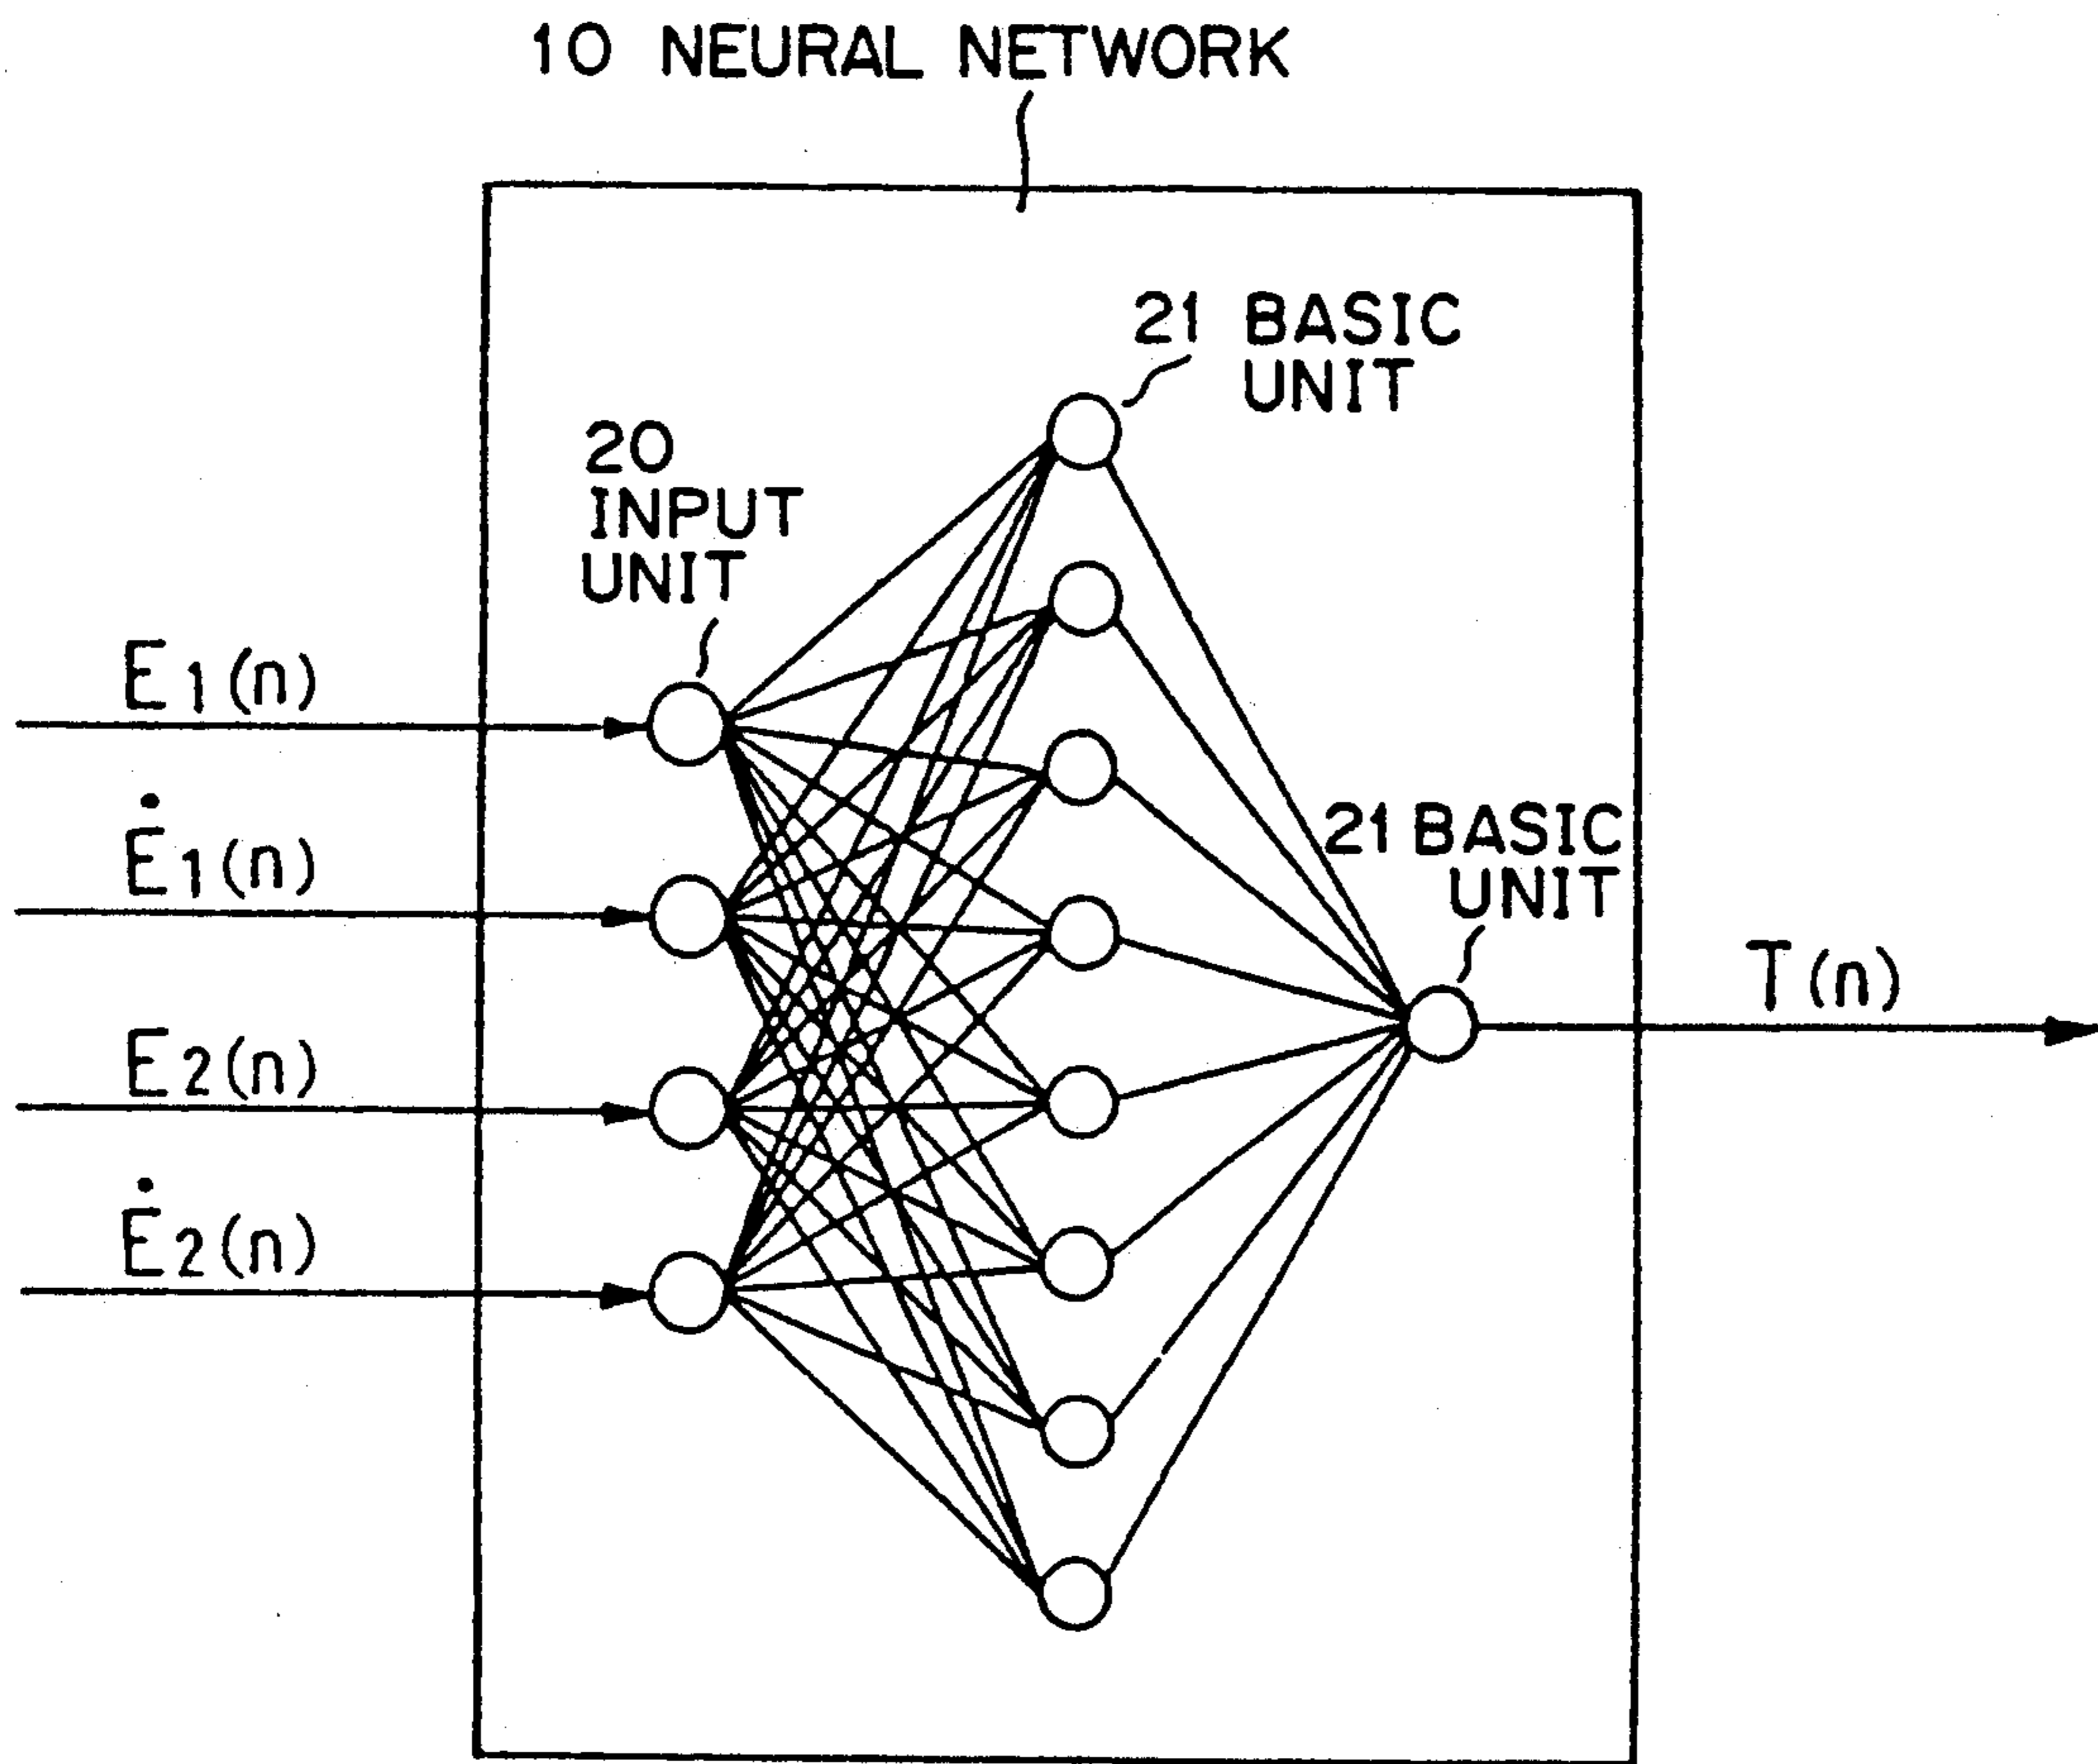 10 NEURAL NETWORK
21 BASIC
UNIT
20
INPUT
UNIT
E1(n)
Ė1(n)
21 BASIC
UNIT
T(n)
E2(n)
Ė2(n)